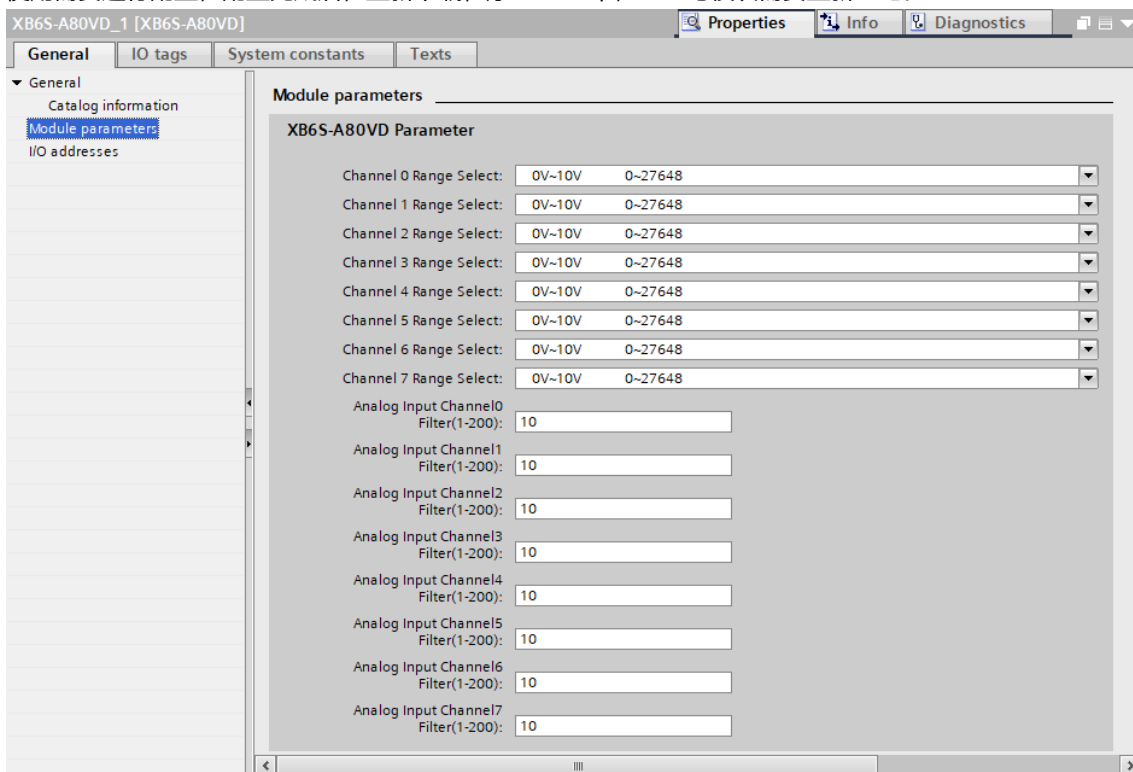 XB6S-A80VD_1 [XB6S-A80VD]
Properties
Info
Diagnostics
General
IO tags
System constants
Texts
General
Catalog information
Module parameters
I/O addresses
Module parameters
XB6S-A80VD Parameter
Channel 0 Range Select: 0V~10V 0~27648
Channel 1 Range Select: 0V~10V 0~27648
Channel 2 Range Select: 0V~10V 0~27648
Channel 3 Range Select: 0V~10V 0~27648
Channel 4 Range Select: 0V~10V 0~27648
Channel 5 Range Select: 0V~10V 0~27648
Channel 6 Range Select: 0V~10V 0~27648
Channel 7 Range Select: 0V~10V 0~27648
Analog Input Channel0
Filter(1-200): 10
Analog Input Channel1
Filter(1-200): 10
Analog Input Channel2
Filter(1-200): 10
Analog Input Channel3
Filter(1-200): 10
Analog Input Channel4
Filter(1-200): 10
Analog Input Channel5
Filter(1-200): 10
Analog Input Channel6
Filter(1-200): 10
Analog Input Channel7
Filter(1-200): 10